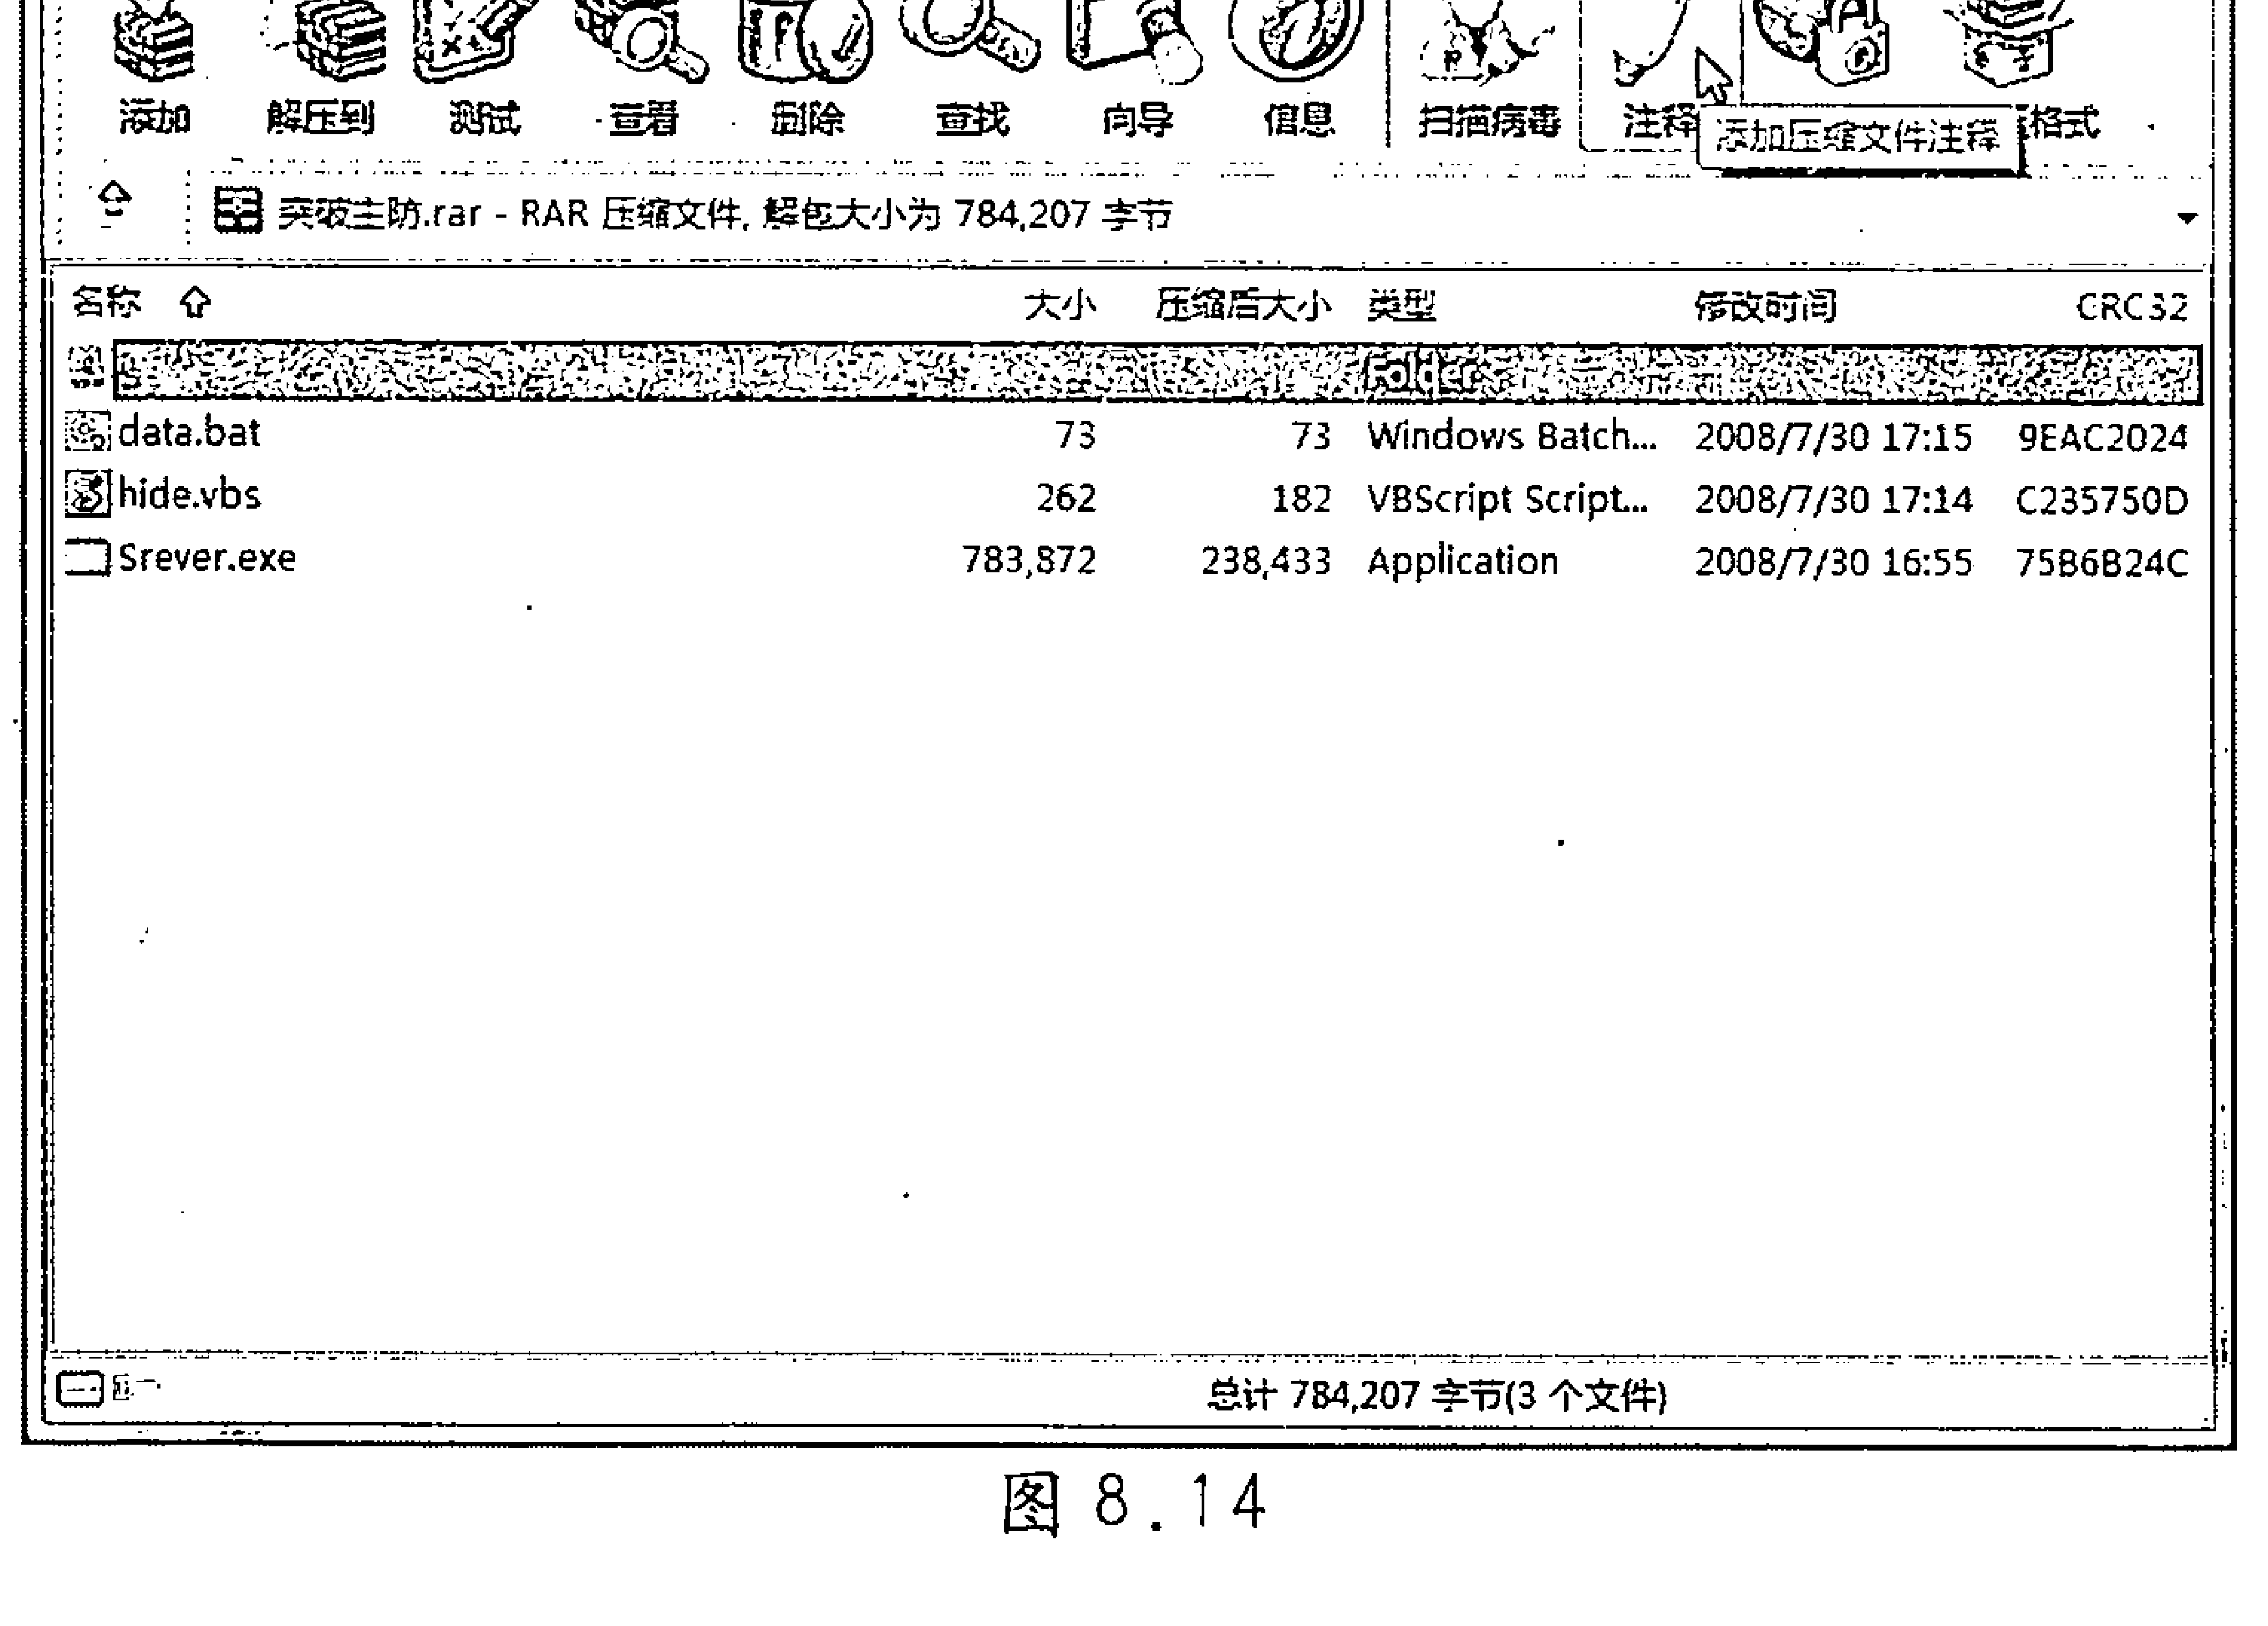 添加 解压到 测试 查看 删除 查找 向导 信息 扫描病毒 注释 格式
添加压缩文件注释
突破主防.rar - RAR 压缩文件, 解包大小为 784,207 字节
名称 大小 压缩后大小 类型 修改时间 CRC32
Folder
data.bat 73 73 Windows Batch... 2008/7/30 17:15 9EAC2024
hide.vbs 262 182 VBScript Script... 2008/7/30 17:14 C235750D
Srever.exe 783,872 238,433 Application 2008/7/30 16:55 75B6B24C
总计 784,207 字节(3 个文件)
图 8.14